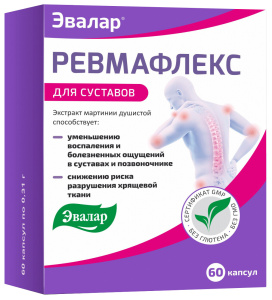 Эвалар®
РЕВМАФЛЕКС
ДЛЯ СУСТАВОВ
Экстракт мартинии душистой
способствует:
уменьшению
воспаления и
болезненных ощущений
в суставах и позвоночнике
снижению риска
разрушения хрящевой
ткани
Эвалар®
СЕРТИФИКАТ GMP
БЕЗ ГЛЮТЕНА · БЕЗ ГМО
60 капсул
60 капсул по 0,31 г